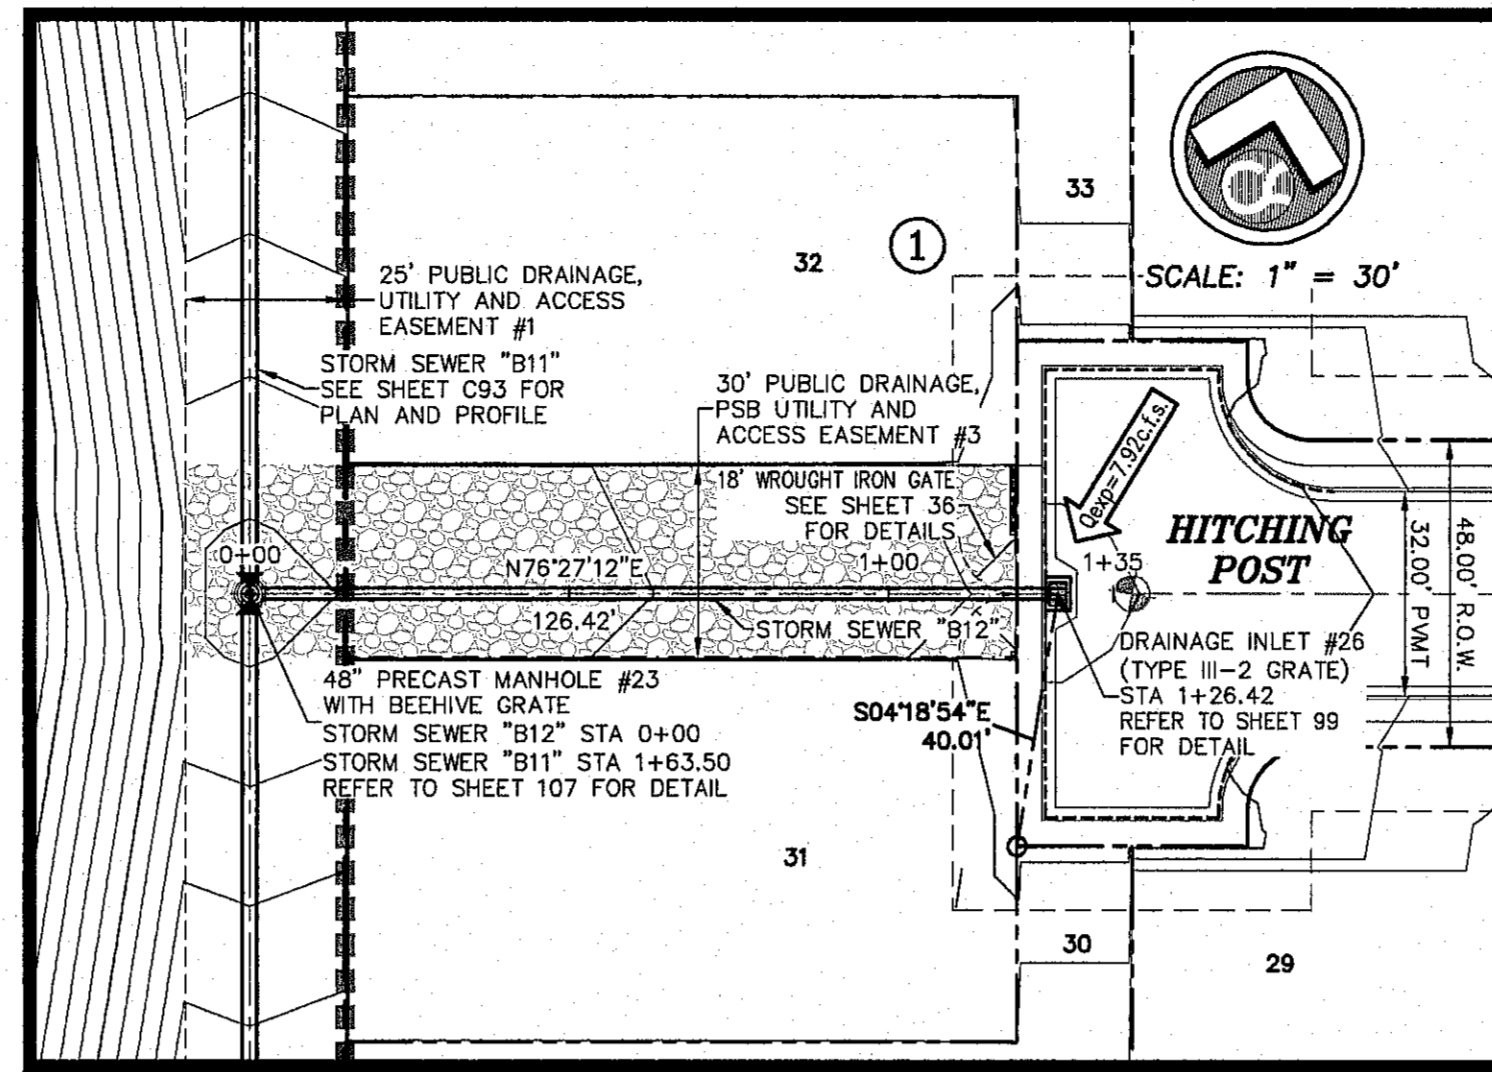 33
32
1
SCALE: 1" = 30'
25' PUBLIC DRAINAGE,
UTILITY AND ACCESS
EASEMENT #1
STORM SEWER "B11"
SEE SHEET C93 FOR
PLAN AND PROFILE
30' PUBLIC DRAINAGE,
PSB UTILITY AND
ACCESS EASEMENT #3
18' WROUGHT IRON GATE
SEE SHEET 36
FOR DETAILS
Qexp=7.92c.f.s.
HITCHING
POST
32.00' PVMT
48.00' R.O.W.
0+00
N76°27'12"E
1+00
1+35
126.42'
STORM SEWER "B12"
DRAINAGE INLET #26
(TYPE III-2 GRATE)
STA 1+26.42
REFER TO SHEET 99
FOR DETAIL
48" PRECAST MANHOLE #23
WITH BEEHIVE GRATE
STORM SEWER "B12" STA 0+00
STORM SEWER "B11" STA 1+63.50
REFER TO SHEET 107 FOR DETAIL
S04°18'54"E
40.01'
31
30
29